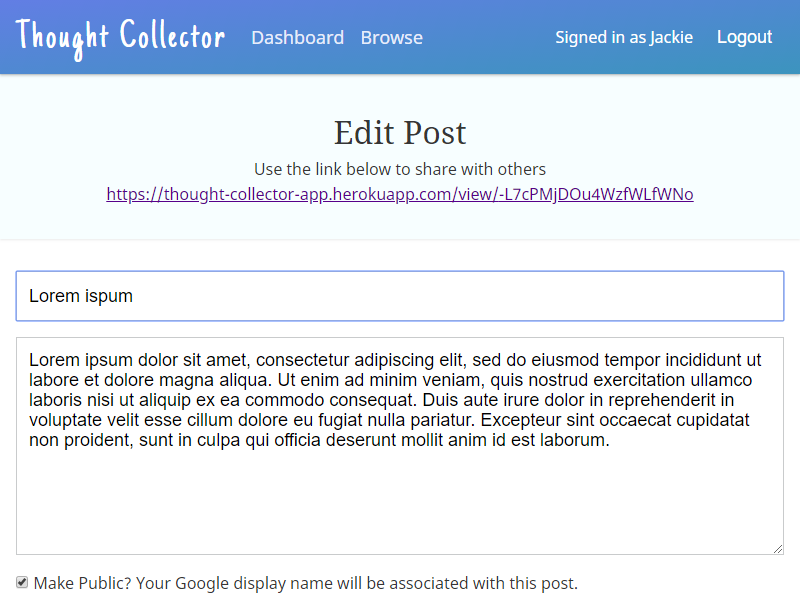 Thought Collector Dashboard Browse Signed in as Jackie Logout
Edit Post
Use the link below to share with others
https://thought-collector-app.herokuapp.com/view/-L7cPMjDOu4WzfWLfWNo
Lorem ispum
Lorem ipsum dolor sit amet, consectetur adipiscing elit, sed do eiusmod tempor incididunt ut
labore et dolore magna aliqua. Ut enim ad minim veniam, quis nostrud exercitation ullamco
laboris nisi ut aliquip ex ea commodo consequat. Duis aute irure dolor in reprehenderit in
voluptate velit esse cillum dolore eu fugiat nulla pariatur. Excepteur sint occaecat cupidatat
non proident, sunt in culpa qui officia deserunt mollit anim id est laborum.
Make Public? Your Google display name will be associated with this post.